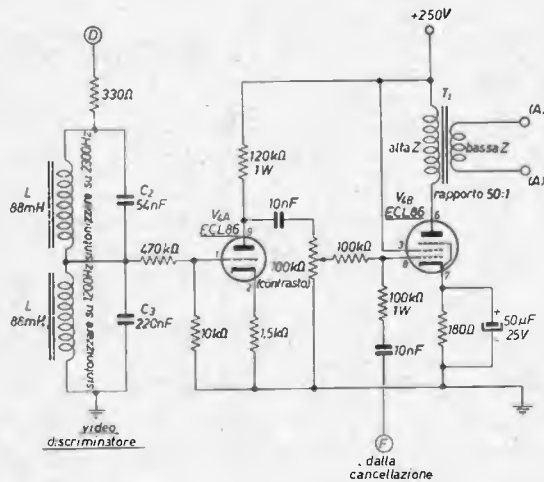 D
330Ω
L
88mH
sintonizzare su 2300Hz
C2
54nF
L
88mH
sintonizzare su 1200Hz
C3
220nF
video
discriminatore
470kΩ
10kΩ
1
2
9
V4A
ECL86
120kΩ
1W
10nF
100kΩ
(contrasto)
1,5kΩ
100kΩ
100kΩ
1W
10nF
F
dalla
cancellazione
+250V
T1
alta Z
bassa Z
rapporto 50:1
(A)
(A)
V4B
ECL86
6
3
8
7
180Ω
+
50µF
25V